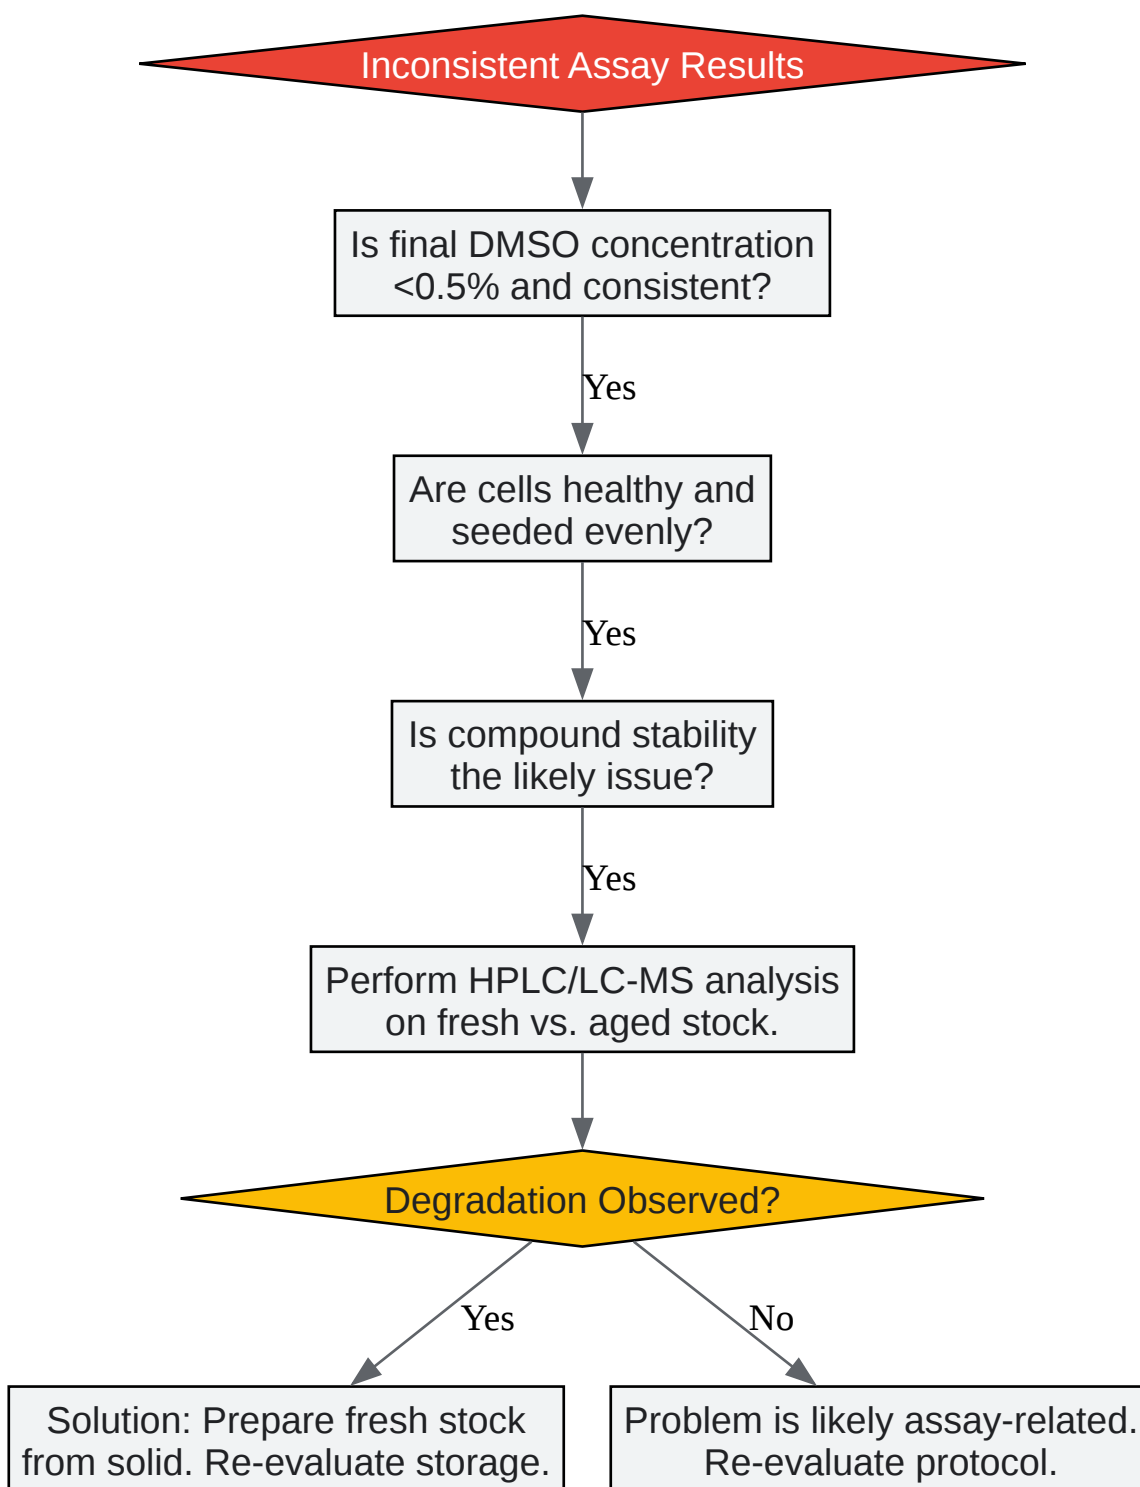 Inconsistent Assay Results
Is final DMSO concentration
<0.5% and consistent?
Yes
Are cells healthy and
seeded evenly?
Yes
Is compound stability
the likely issue?
Yes
Perform HPLC/LC-MS analysis
on fresh vs. aged stock.
Degradation Observed?
Yes
No
Solution: Prepare fresh stock
from solid. Re-evaluate storage.
Problem is likely assay-related.
Re-evaluate protocol.